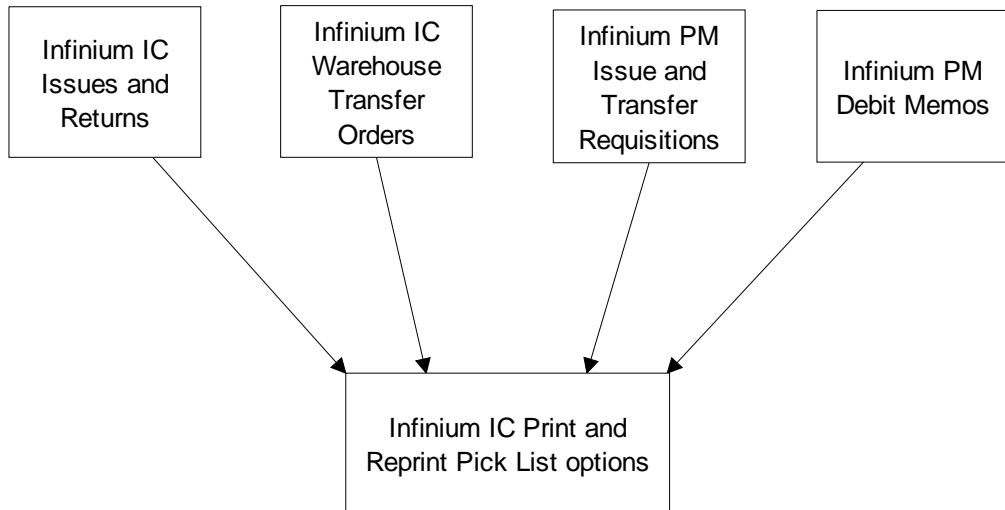 Infinium IC
Issues and
Returns
Infinium IC
Warehouse
Transfer
Orders
Infinium PM
Issue and
Transfer
Requisitions
Infinium PM
Debit Memos
Infinium IC Print and
Reprint Pick List options